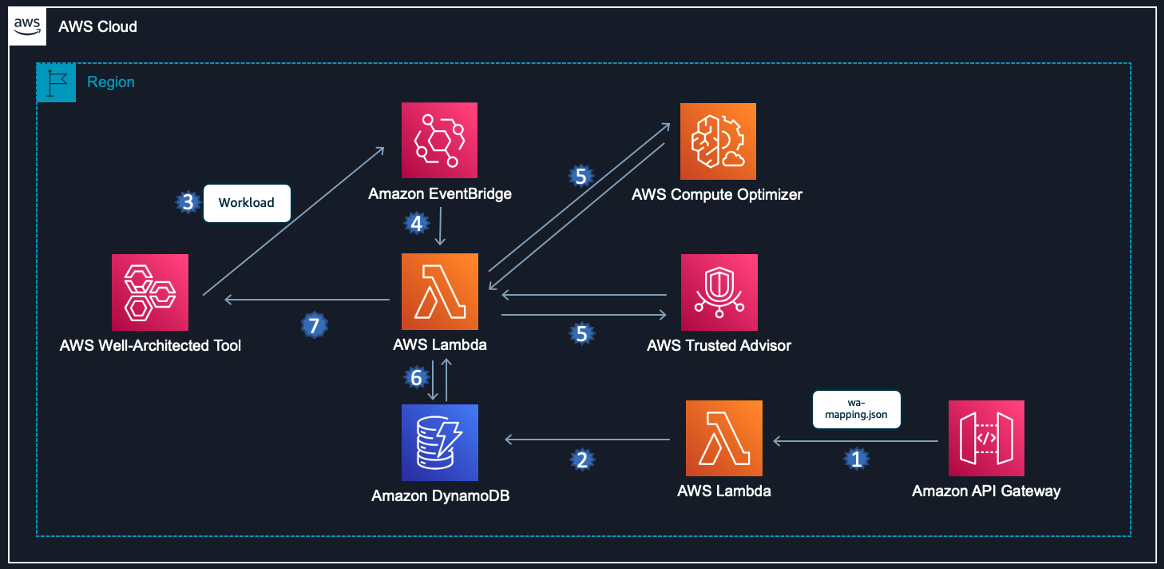 aws
AWS Cloud
Region
Amazon EventBridge
AWS Compute Optimizer
3
Workload
5
4
AWS Well-Architected Tool
7
AWS Lambda
5
AWS Trusted Advisor
6
wa-
mapping.json
Amazon DynamoDB
2
AWS Lambda
1
</>
Amazon API Gateway